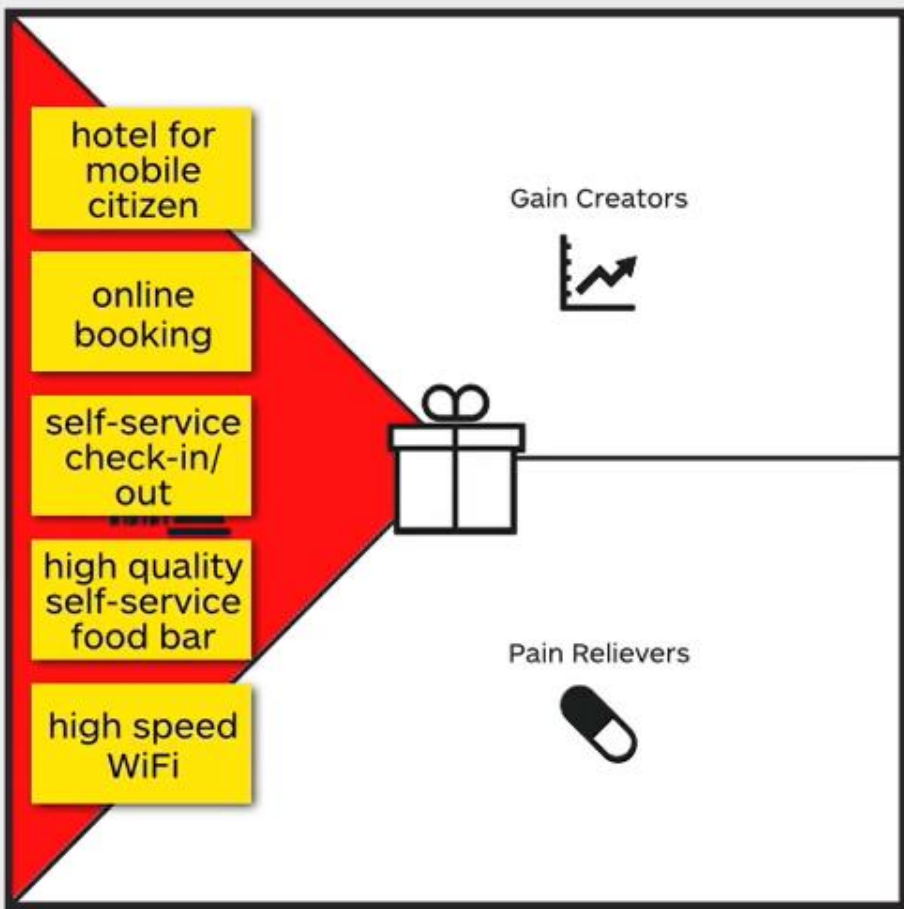 hotel for
mobile
citizen
online
booking
self-service
check-in/
out
high quality
self-service
food bar
high speed
WiFi
Gain Creators
Pain Relievers